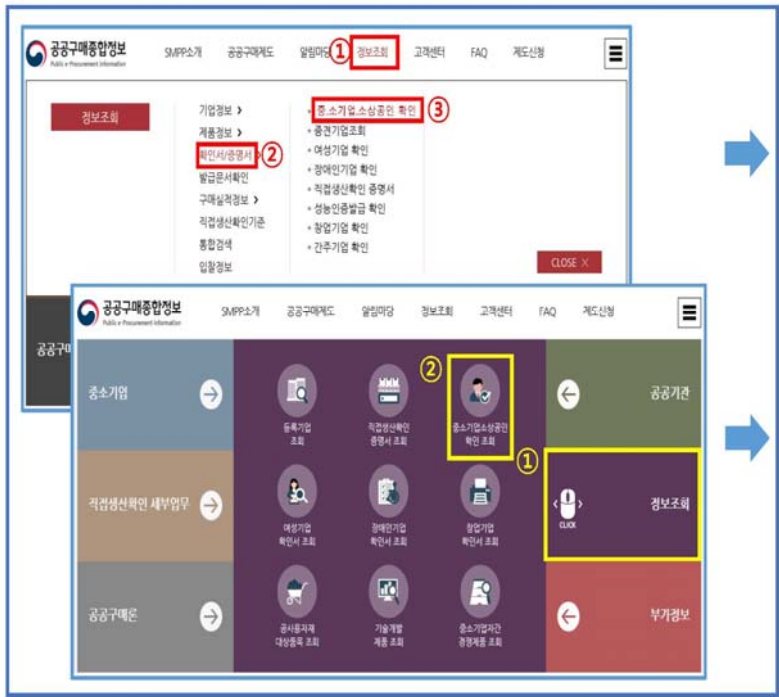 공공구매종합정보
Public e-Procurement Information
SMPP소개 공공구매제도 알림마당 ① 정보조회 고객센터 FAQ 제도신청
정보조회
기업정보 >
제품정보 >
확인서/증명서 > ②
발급문서확인
구매실적정보 >
직접생산확인기준
통합검색
입찰정보
• 중.소기업.소상공인 확인 ③
• 중견기업조회
• 여성기업 확인
• 장애인기업 확인
• 직접생산확인 증명서
• 성능인증발급 확인
• 창업기업 확인
• 간주기업 확인
CLOSE ×
공공구매종합정보
Public e-Procurement Information
SMPP소개 공공구매제도 알림마당 정보조회 고객센터 FAQ 제도신청
공공구
중소기업
직접생산확인 세부업무
공공구매론
등록기업
조회
직접생산확인
증명서 조회
②
중소기업소상공인
확인 조회
여성기업
확인서 조회
장애인기업
확인서 조회
창업기업
확인서 조회
공사용자재
대상품목 조회
기술개발
제품 조회
중소기업자간
경쟁제품 조회
공공기관
①
CLICK
정보조회
부가정보